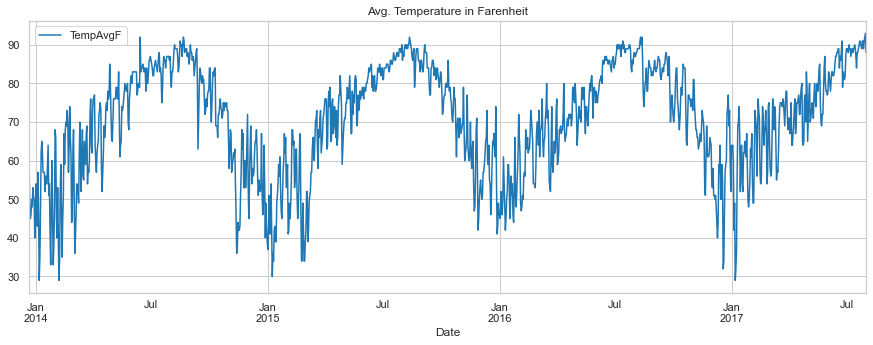 Avg. Temperature in Farenheit
TempAvgF
90
80
70
60
50
40
30
Jan
2014
Jul
Jan
2015
Jul
Jan
2016
Jul
Jan
2017
Jul
Date